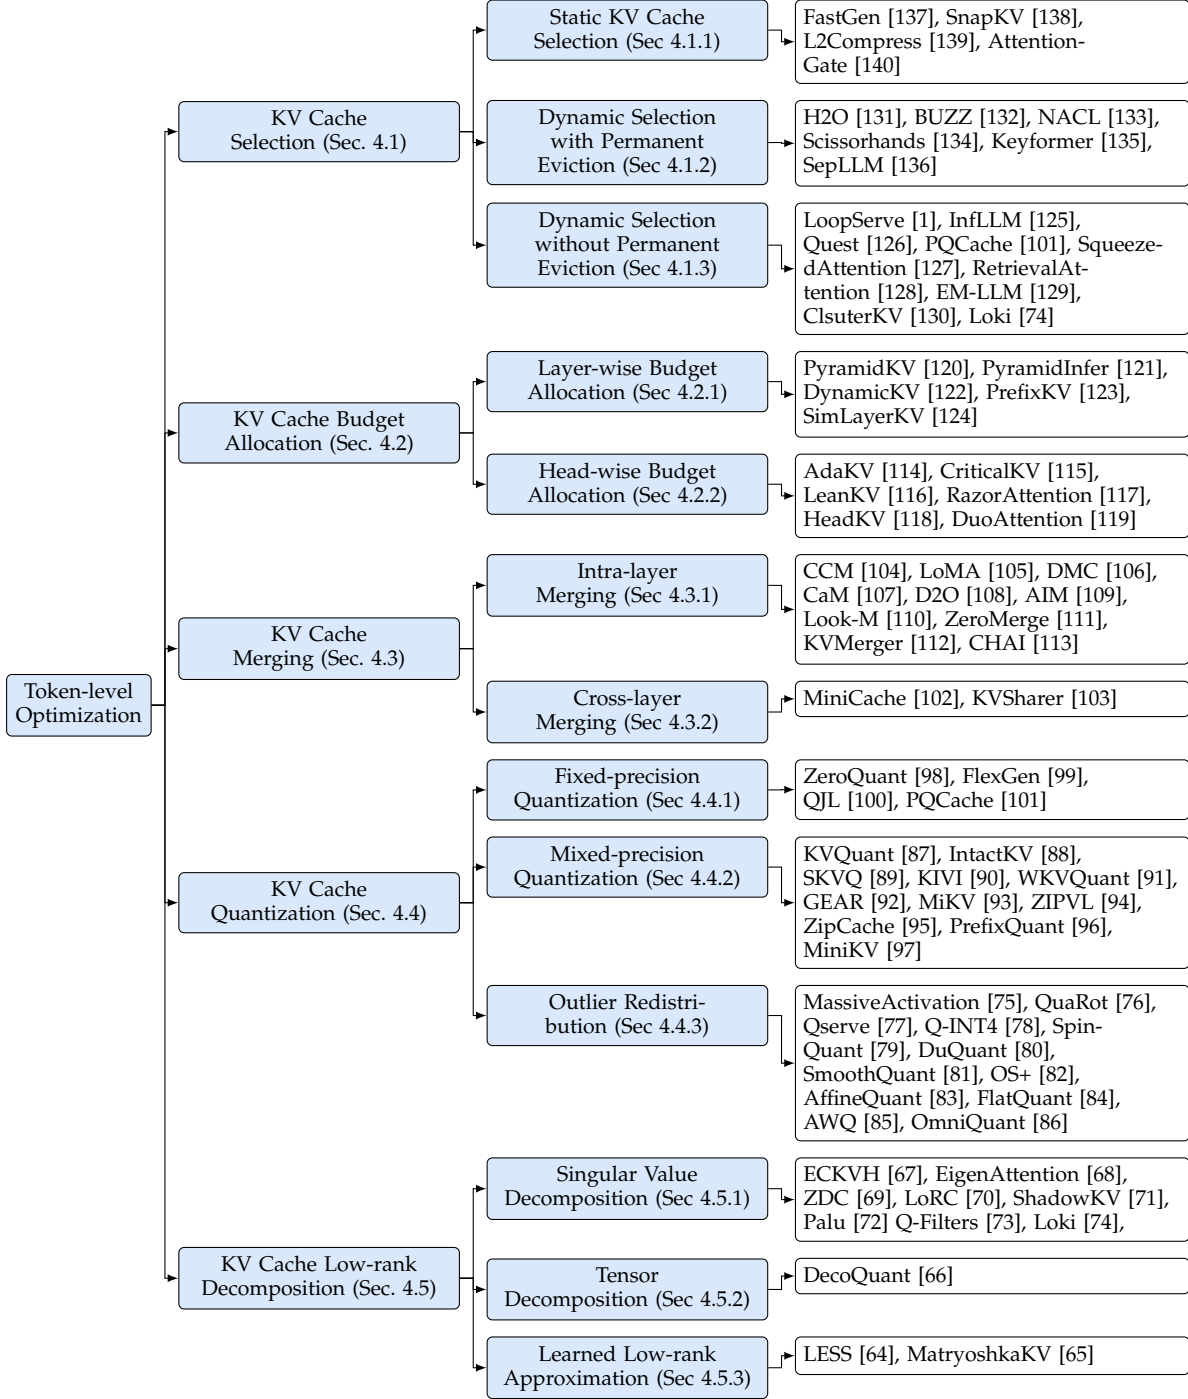 Token-level
Optimization
KV Cache
Selection (Sec. 4.1)
Static KV Cache
Selection (Sec 4.1.1)
FastGen [137], SnapKV [138],
L2Compress [139], Attention-
Gate [140]
Dynamic Selection
with Permanent
Eviction (Sec 4.1.2)
H2O [131], BUZZ [132], NACL [133],
Scissorhands [134], Keyformer [135],
SepLLM [136]
Dynamic Selection
without Permanent
Eviction (Sec 4.1.3)
LoopServe [1], InfLLM [125],
Quest [126], PQCache [101], Squeeze-
dAttention [127], RetrievalAt-
tention [128], EM-LLM [129],
ClsuterKV [130], Loki [74]
KV Cache Budget
Allocation (Sec. 4.2)
Layer-wise Budget
Allocation (Sec 4.2.1)
PyramidKV [120], PyramidInfer [121],
DynamicKV [122], PrefixKV [123],
SimLayerKV [124]
Head-wise Budget
Allocation (Sec 4.2.2)
AdaKV [114], CriticalKV [115],
LeanKV [116], RazorAttention [117],
HeadKV [118], DuoAttention [119]
KV Cache
Merging (Sec. 4.3)
Intra-layer
Merging (Sec 4.3.1)
CCM [104], LoMA [105], DMC [106],
CaM [107], D2O [108], AIM [109],
Look-M [110], ZeroMerge [111],
KVMerger [112], CHAI [113]
Cross-layer
Merging (Sec 4.3.2)
MiniCache [102], KVSharer [103]
KV Cache
Quantization (Sec. 4.4)
Fixed-precision
Quantization (Sec 4.4.1)
ZeroQuant [98], FlexGen [99],
QJL [100], PQCache [101]
Mixed-precision
Quantization (Sec 4.4.2)
KVQuant [87], IntactKV [88],
SKVQ [89], KIVI [90], WKVQuant [91],
GEAR [92], MiKV [93], ZIPVL [94],
ZipCache [95], PrefixQuant [96],
MiniKV [97]
Outlier Redistri-
bution (Sec 4.4.3)
MassiveActivation [75], QuaRot [76],
Qserve [77], Q-INT4 [78], Spin-
Quant [79], DuQuant [80],
SmoothQuant [81], OS+ [82],
AffineQuant [83], FlatQuant [84],
AWQ [85], OmniQuant [86]
KV Cache Low-rank
Decomposition (Sec. 4.5)
Singular Value
Decomposition (Sec 4.5.1)
ECKVH [67], EigenAttention [68],
ZDC [69], LoRC [70], ShadowKV [71],
Palu [72] Q-Filters [73], Loki [74],
Tensor
Decomposition (Sec 4.5.2)
DecoQuant [66]
Learned Low-rank
Approximation (Sec 4.5.3)
LESS [64], MatryoshkaKV [65]